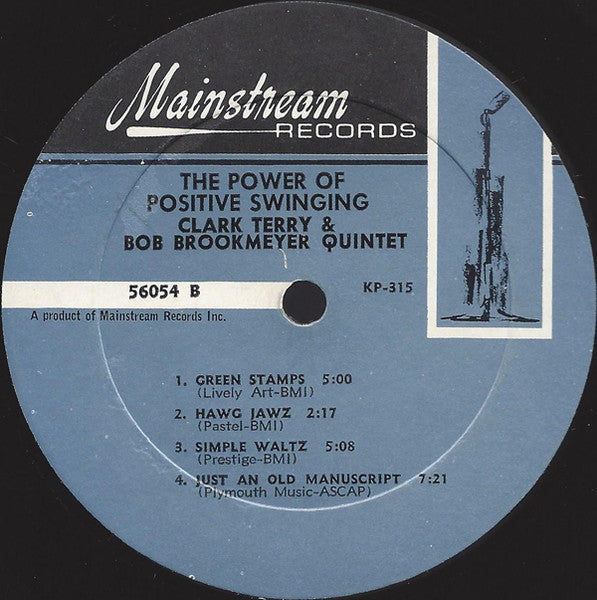 Mainstream
RECORDS
THE POWER OF
POSITIVE SWINGING
CLARK TERRY &
BOB BROOKMEYER QUINTET
56054 B
KP-315
A product of Mainstream Records Inc.
1. GREEN STAMPS 5:00
(Lively Art-BMI)
2. HAWG JAWZ 2:17
(Pastel-BMI)
3. SIMPLE WALTZ 5:08
(Prestige-BMI)
4. JUST AN OLD MANUSCRIPT 7:21
(Plymouth Music-ASCAP)